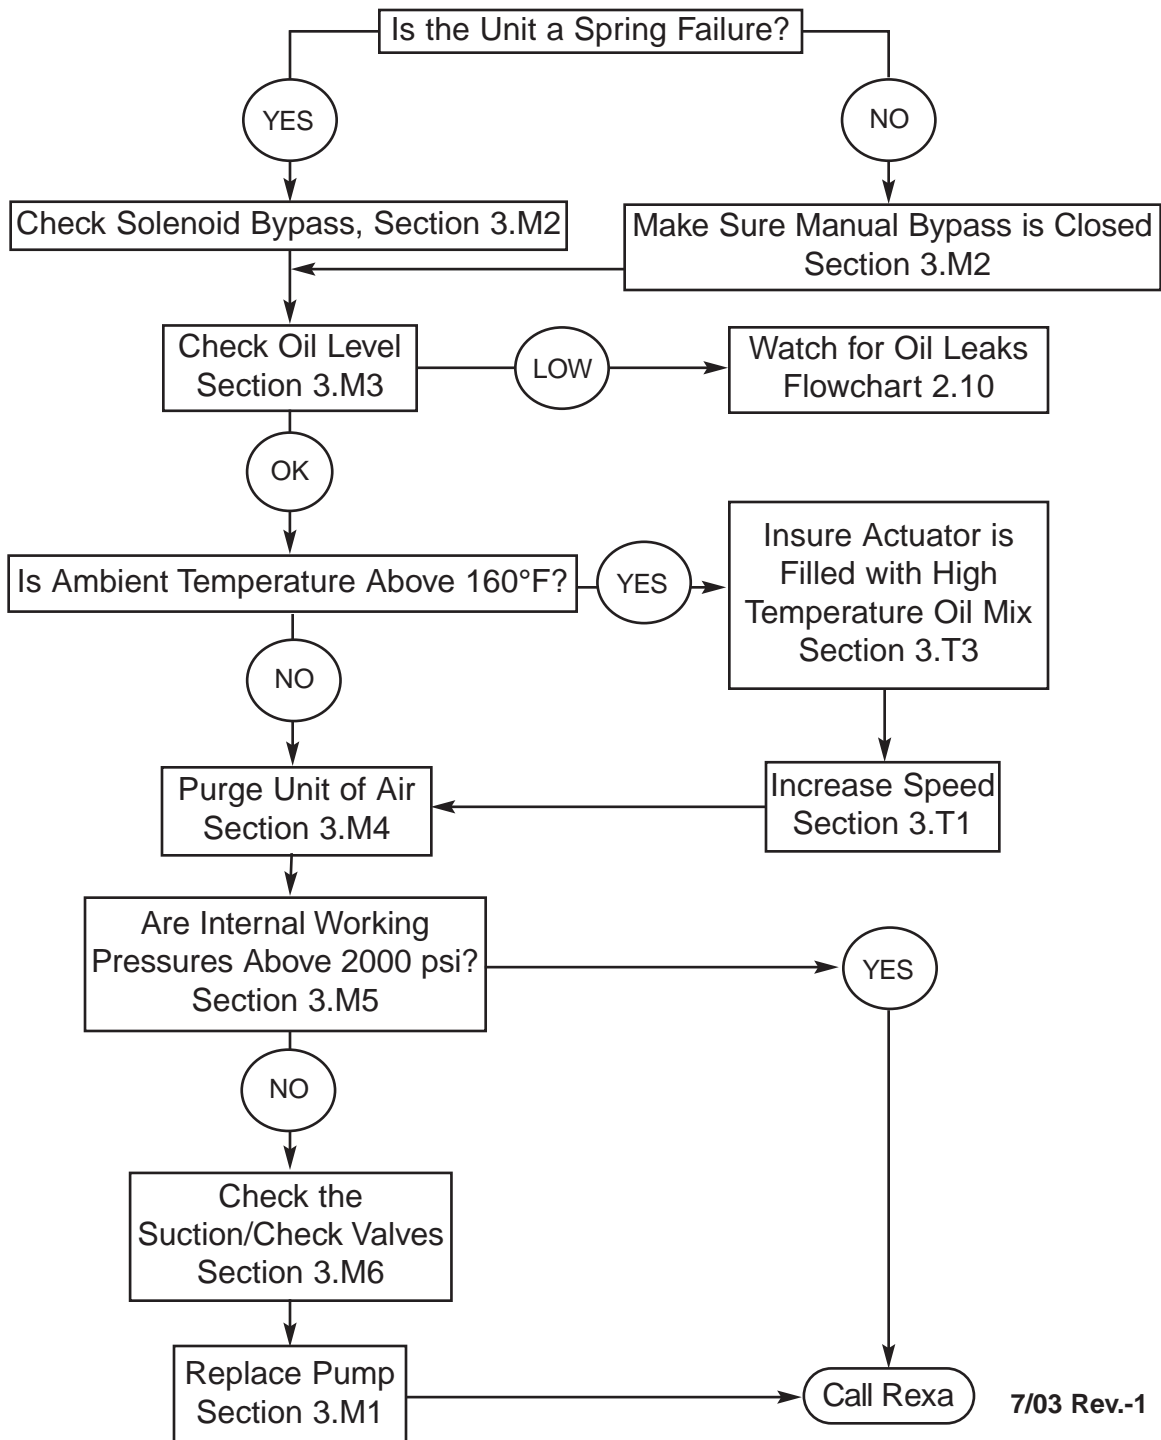 Is the Unit a Spring Failure?
YES
NO
Check Solenoid Bypass, Section 3.M2
Make Sure Manual Bypass is Closed
Section 3.M2
Check Oil Level
Section 3.M3
LOW
Watch for Oil Leaks
Flowchart 2.10
OK
Is Ambient Temperature Above 160°F?
YES
Insure Actuator is
Filled with High
Temperature Oil Mix
Section 3.T3
NO
Purge Unit of Air
Section 3.M4
Increase Speed
Section 3.T1
Are Internal Working
Pressures Above 2000 psi?
Section 3.M5
YES
NO
Check the
Suction/Check Valves
Section 3.M6
Replace Pump
Section 3.M1
Call Rexa
7/03 Rev.-1